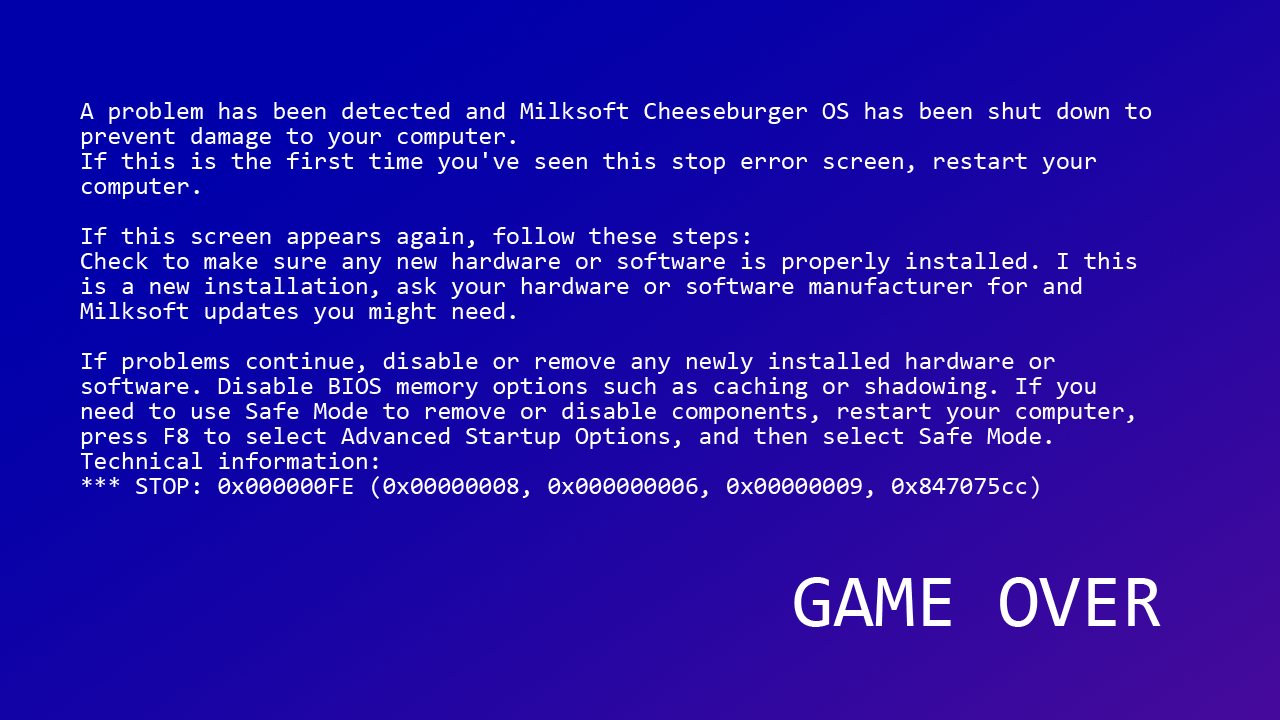 A problem has been detected and Milksoft Cheeseburger OS has been shut down to
prevent damage to your computer.
If this is the first time you've seen this stop error screen, restart your
computer.
If this screen appears again, follow these steps:
Check to make sure any new hardware or software is properly installed. I this
is a new installation, ask your hardware or software manufacturer for and
Milksoft updates you might need.
If problems continue, disable or remove any newly installed hardware or
software. Disable BIOS memory options such as caching or shadowing. If you
need to use Safe Mode to remove or disable components, restart your computer,
press F8 to select Advanced Startup Options, and then select Safe Mode.
Technical information:
*** STOP: 0x000000FE (0x00000008, 0x000000006, 0x00000009, 0x847075cc)
GAME OVER